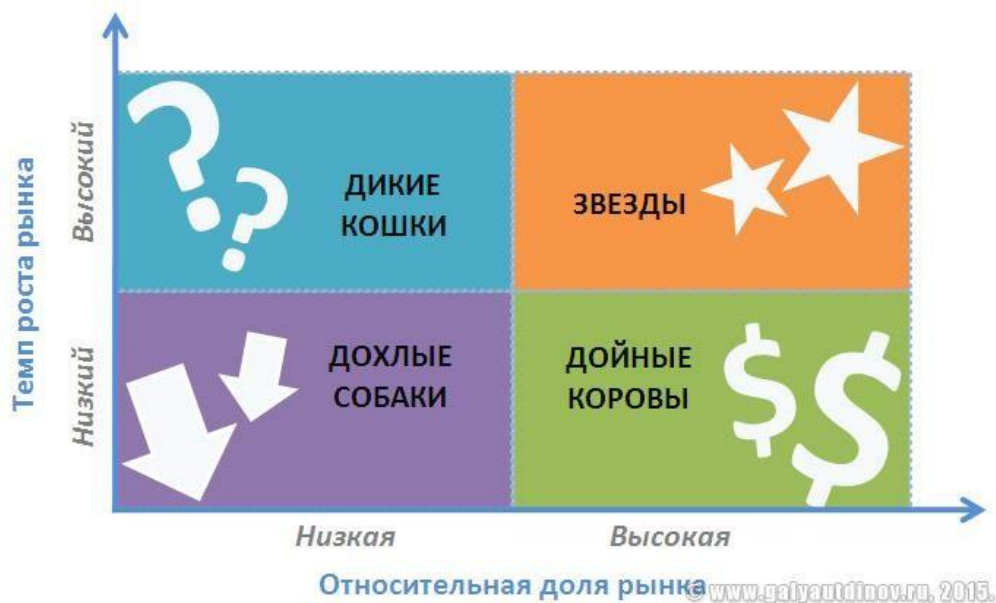 Темп роста рынка
Высокий
Низкий
ДИКИЕ
КОШКИ
ЗВЕЗДЫ
ДОХЛЫЕ
СОБАКИ
ДОЙНЫЕ
КОРОВЫ
Низкая
Высокая
Относительная доля рынка
© www.galyautdinov.ru, 2015.